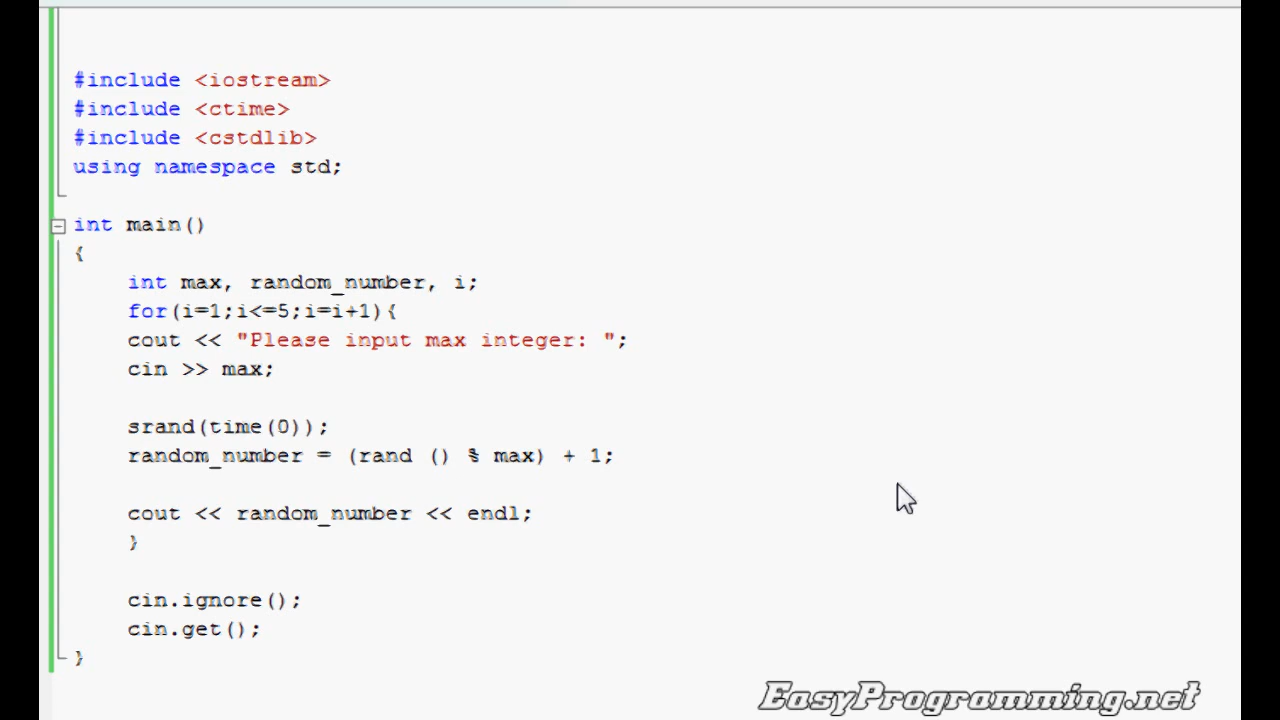 #include <iostream>
#include <ctime>
#include <cstdlib>
using namespace std;
int main()
{
int max, random_number, i;
for(i=1;i<=5;i=i+1){
cout << "Please input max integer: ";
cin >> max;
srand(time(0));
random_number = (rand () % max) + 1;
cout << random_number << endl;
}
cin.ignore();
cin.get();
}
EasyProgramming.net